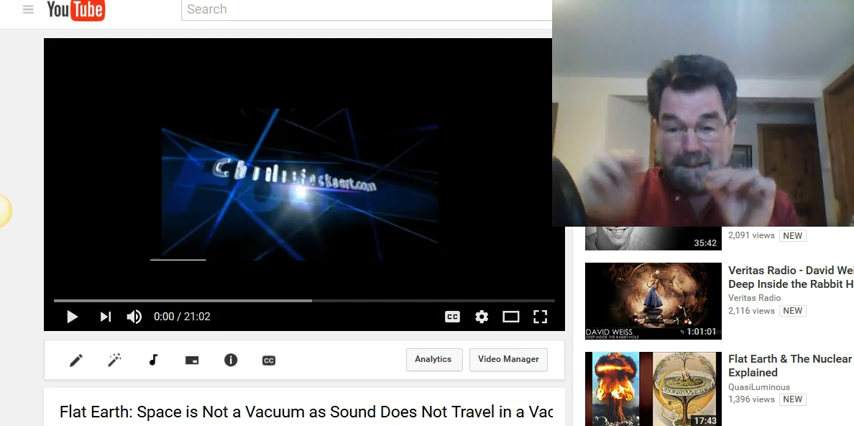 YouTube
Search
0:00 / 21:02
CC
CC
Analytics
Video Manager
Flat Earth: Space is Not a Vacuum as Sound Does Not Travel in a Vac
35:42
2,091 views NEW
DAVID WEISS
1:01:01
Veritas Radio - David We
Deep Inside the Rabbit H
Veritas Radio
2,116 views NEW
17:43
Flat Earth & The Nuclear
Explained
QuasiLuminous
1,396 views NEW